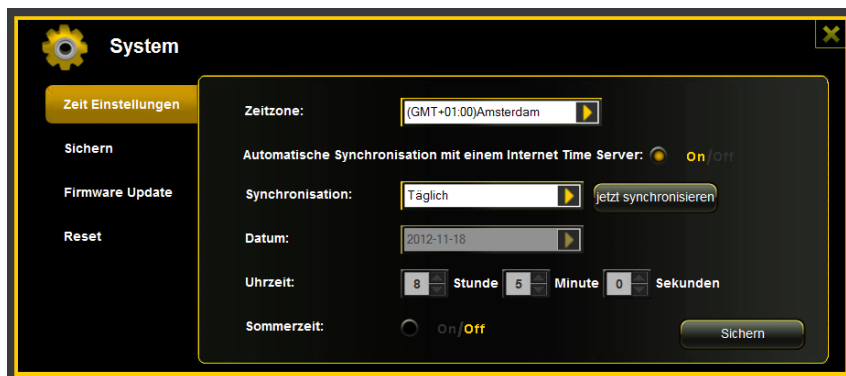 System
Zeit Einstellungen
Sichern
Firmware Update
Reset
Zeitzone: (GMT+01:00)Amsterdam
Automatische Synchronisation mit einem Internet Time Server: On/Off
Synchronisation: Täglich jetzt synchronisieren
Datum: 2012-11-18
Uhrzeit: 8 Stunde 5 Minute 0 Sekunden
Sommerzeit: On/Off
Sichern